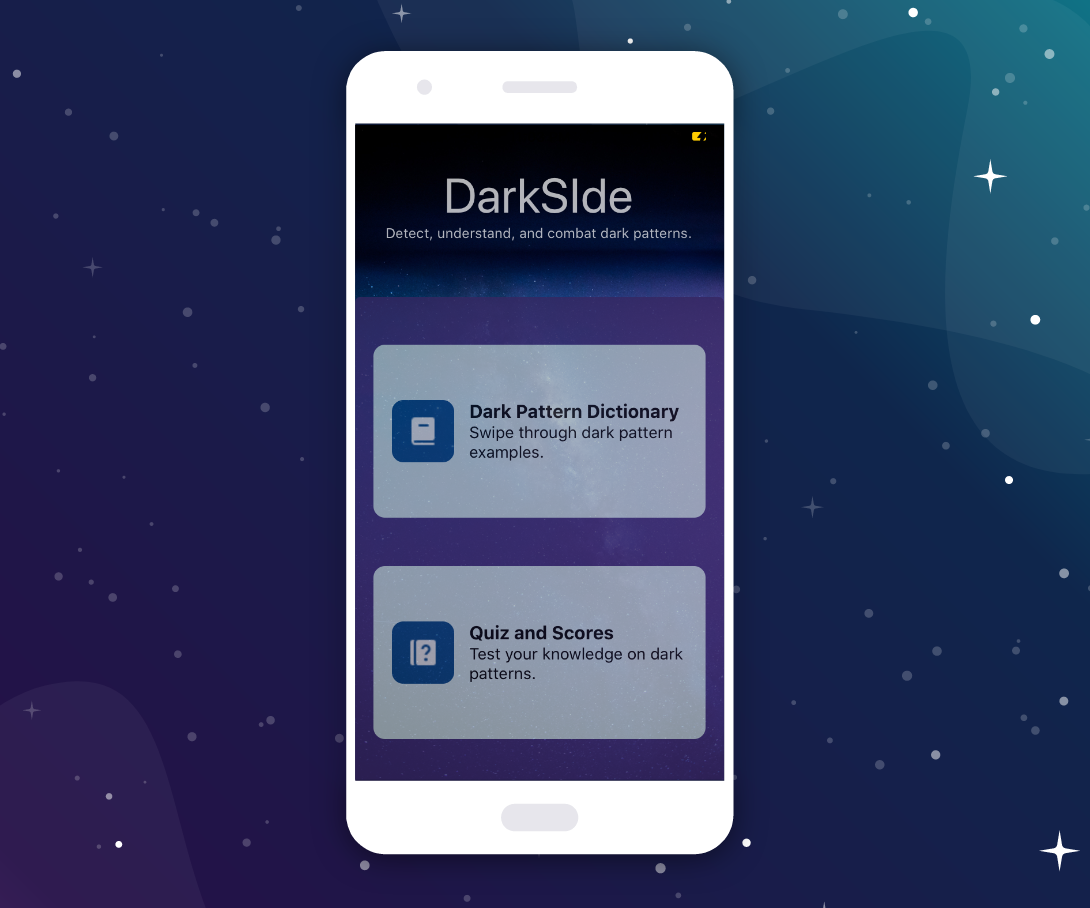 DarkSIde
Detect, understand, and combat dark patterns.
Dark Pattern Dictionary
Swipe through dark pattern
examples.
Quiz and Scores
Test your knowledge on dark
patterns.